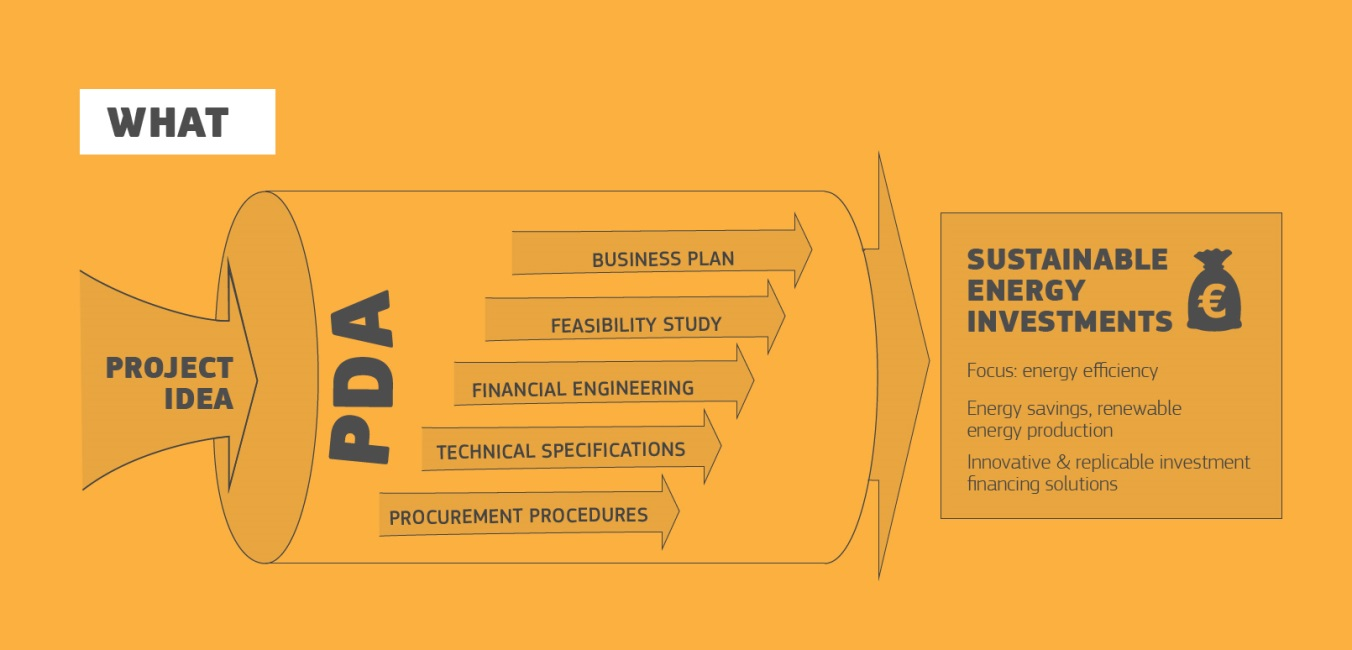 WHAT
PROJECT
IDEA
PDA
BUSINESS PLAN
FEASIBILITY STUDY
FINANCIAL ENGINEERING
TECHNICAL SPECIFICATIONS
PROCUREMENT PROCEDURES
SUSTAINABLE
ENERGY
INVESTMENTS
€
Focus: energy efficiency
Energy savings, renewable
energy production
Innovative & replicable investment
financing solutions